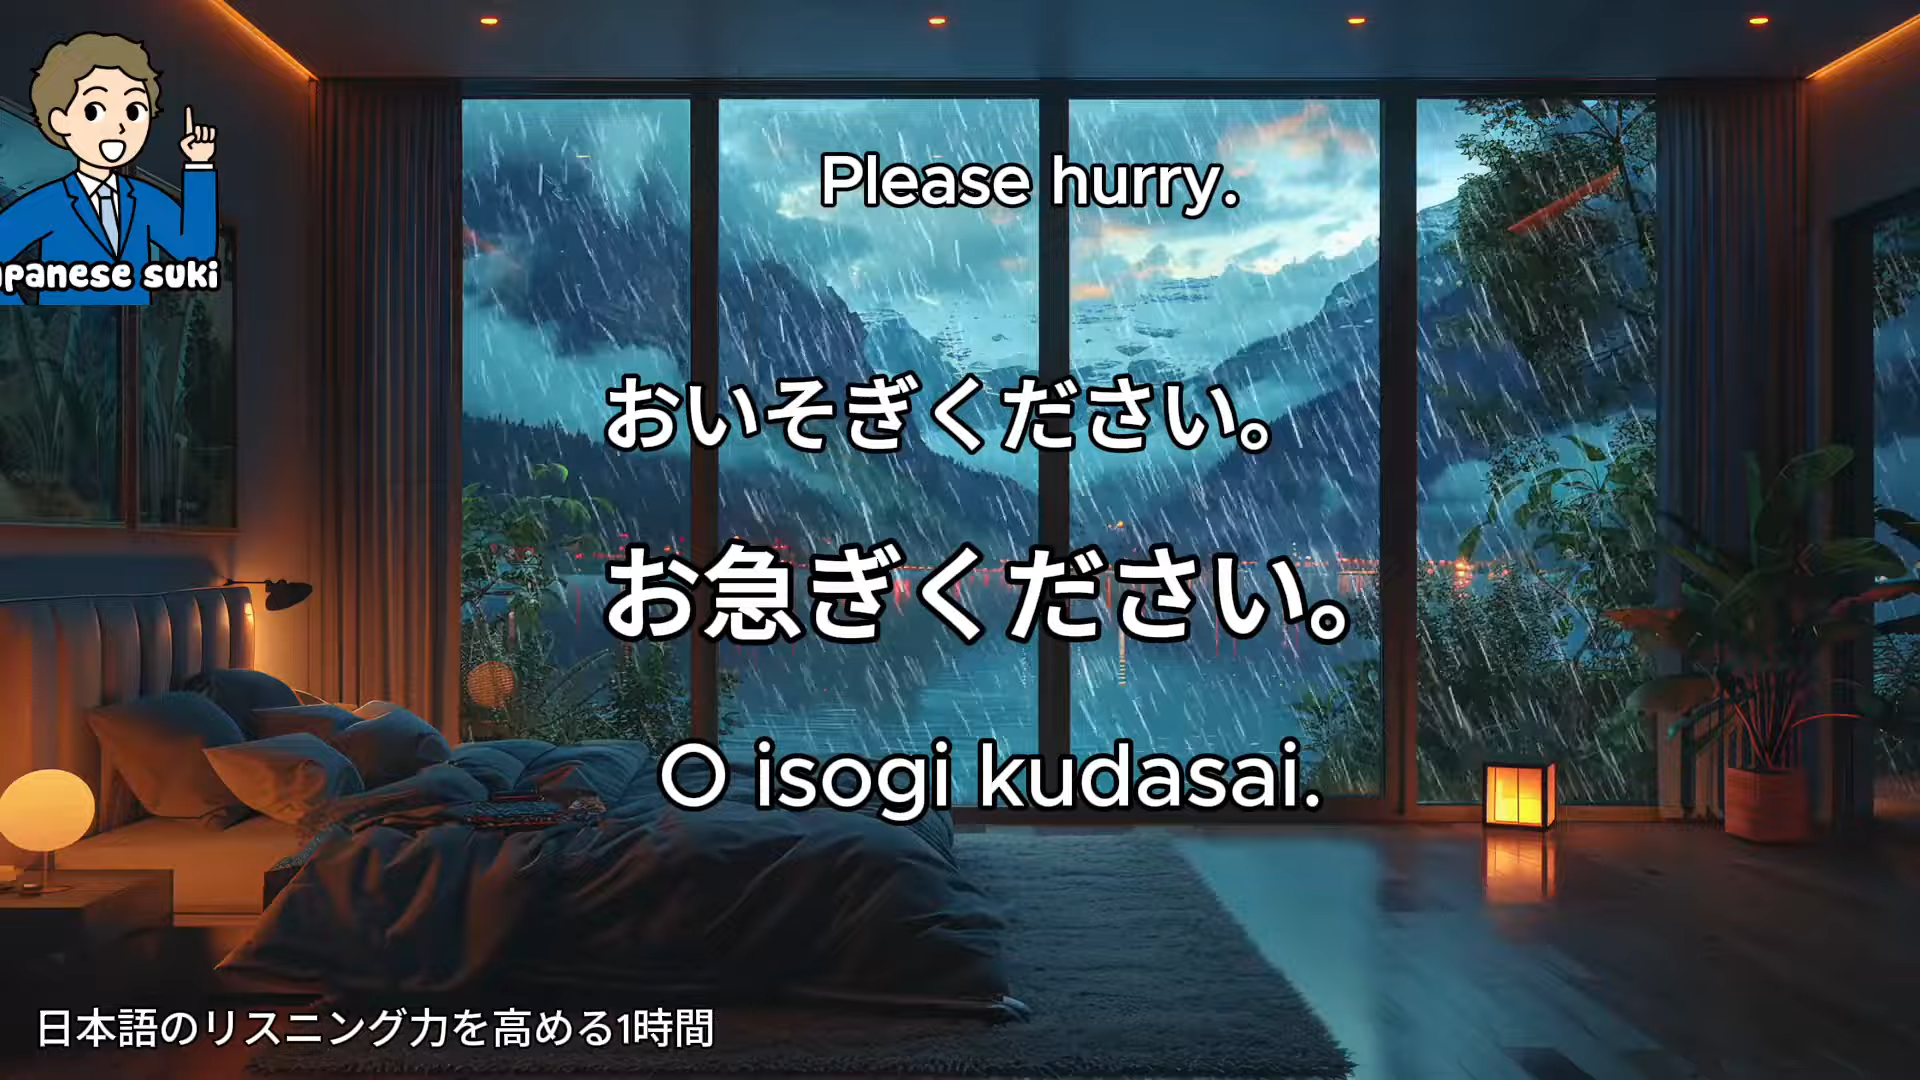 Please hurry.
panese suki
おいそぎください。
お急ぎください。
O isogi kudasai.
日本語のリスニング力を高める1時間